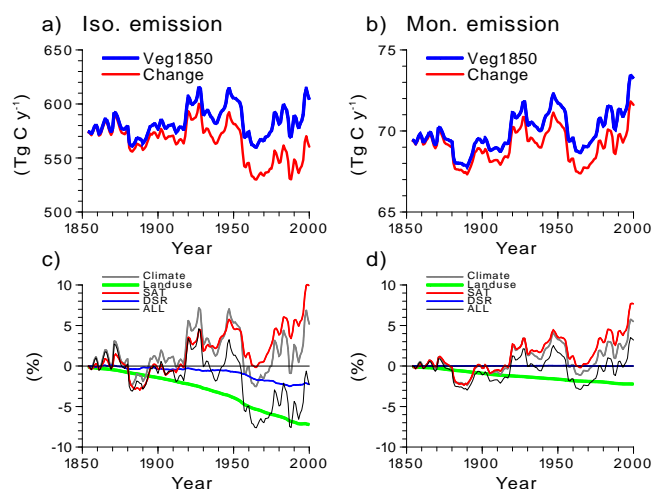 a) Iso. emission
650
600
550
500
(Tg C y⁻¹)
Veg1850
Change
1850 1900 1950 2000
Year
b) Mon. emission
75
70
65
(Tg C y⁻¹)
Veg1850
Change
1850 1900 1950 2000
Year
c)
10
5
0
-5
-10
(%)
Climate
Landuse
SAT
DSR
ALL
1850 1900 1950 2000
Year
d)
10
5
0
-5
-10
(%)
Climate
Landuse
SAT
DSR
ALL
1850 1900 1950 2000
Year